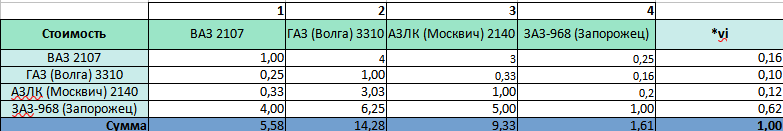 1 2 3 4
Стоимость ВАЗ 2107 ГАЗ (Волга) 3310 АЗЛК (Москвич) 2140 ЗАЗ-968 (Запорожец) *vi
ВАЗ 2107 1,00 4 3 0,25 0,16
ГАЗ (Волга) 3310 0,25 1,00 0,33 0,16 0,10
АЗЛК (Москвич) 2140 0,33 3,03 1,00 0,2 0,12
ЗАЗ-968 (Запорожец) 4,00 6,25 5,00 1,00 0,62
Сумма 5,58 14,28 9,33 1,61 1,00